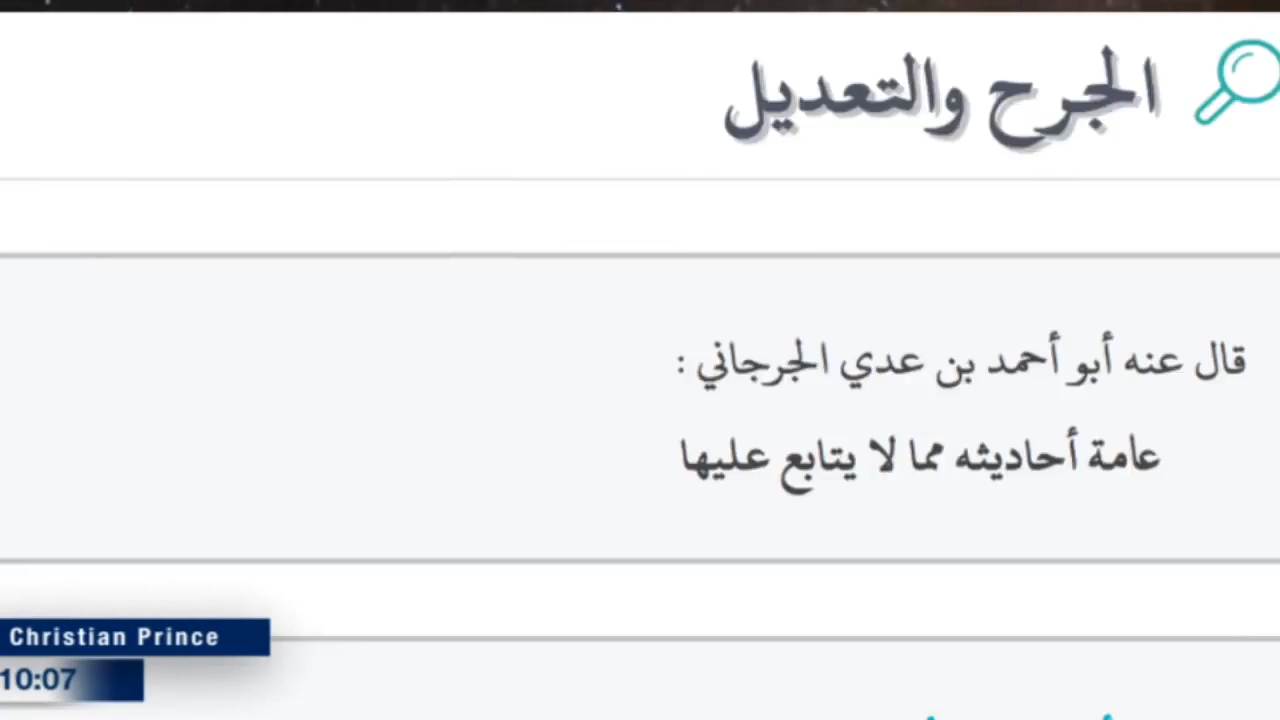 الجرح والتعديل
قال عنه أبو أحمد بن عدي الجرجاني :
عامة أحاديثه مما لا يتابع عليها
Christian Prince
10:07